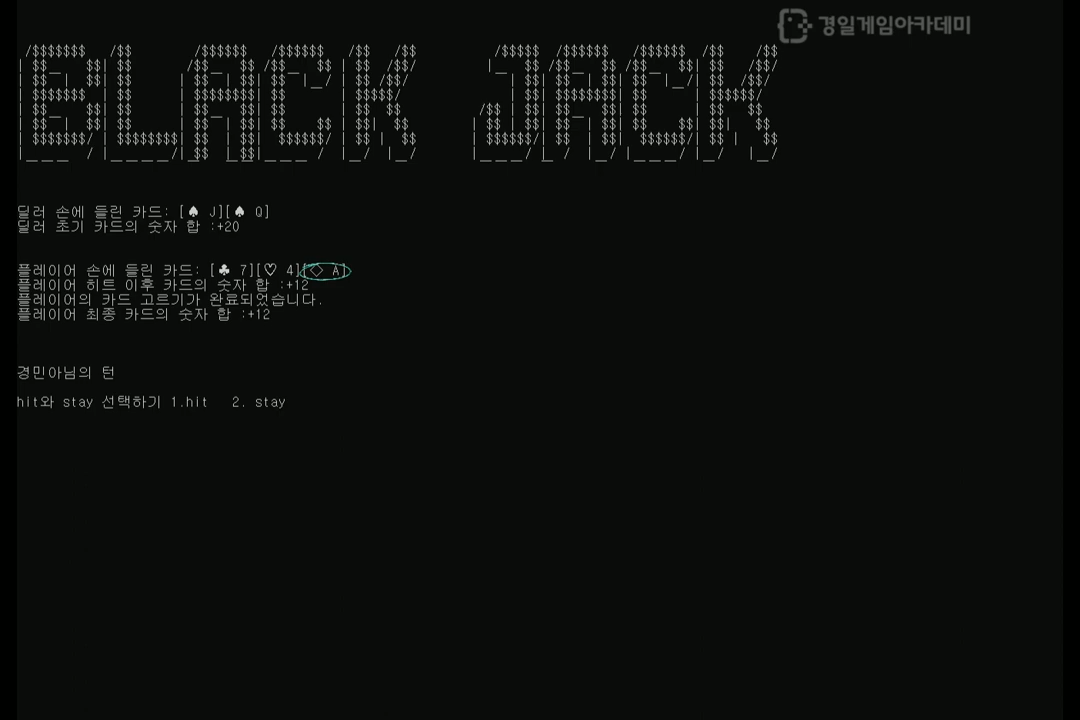 경일게임아카데미
BLACK JACK
딜러 손에 들린 카드: [♠ J][♠ Q]
딜러 초기 카드의 숫자 합 :+20
플레이어 손에 들린 카드: [♣ 7][♡ 4][◇ A]
플레이어 히트 이후 카드의 숫자 합 :+12
플레이어의 카드 고르기가 완료되었습니다.
플레이어 최종 카드의 숫자 합 :+12
경민아님의 턴
hit와 stay 선택하기 1.hit 2. stay